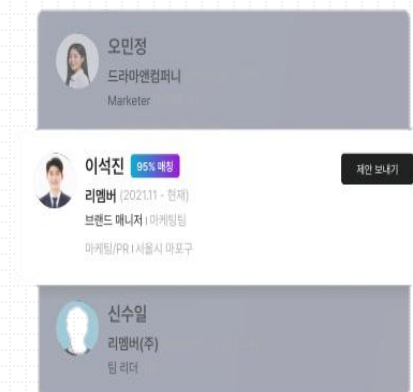 오민정
드라마앤컴퍼니
Marketer
이석진 95% 매칭
제안 보내기
리멤버 (2021.11 - 현재)
브랜드 매니저 | 마케팅팀
마케팅/PR | 서울시 마포구
신수일
리멤버(주)
팀 리더